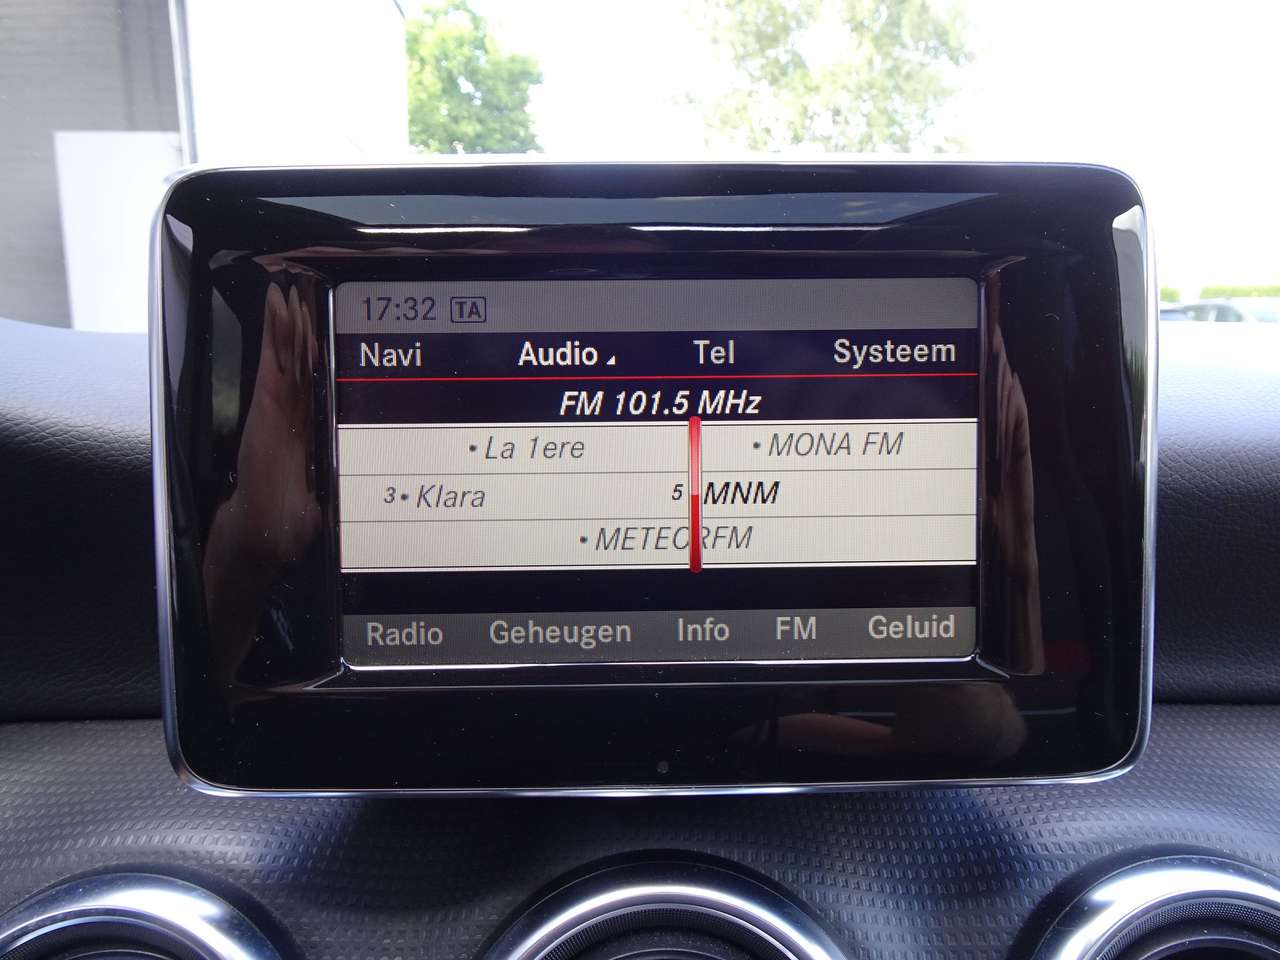 17:32 TA
Navi Audio Tel Systeem
FM 101.5 MHz
• La 1ere • MONA FM
3• Klara 5 MNM
• METEORFM
Radio Geheugen Info FM Geluid